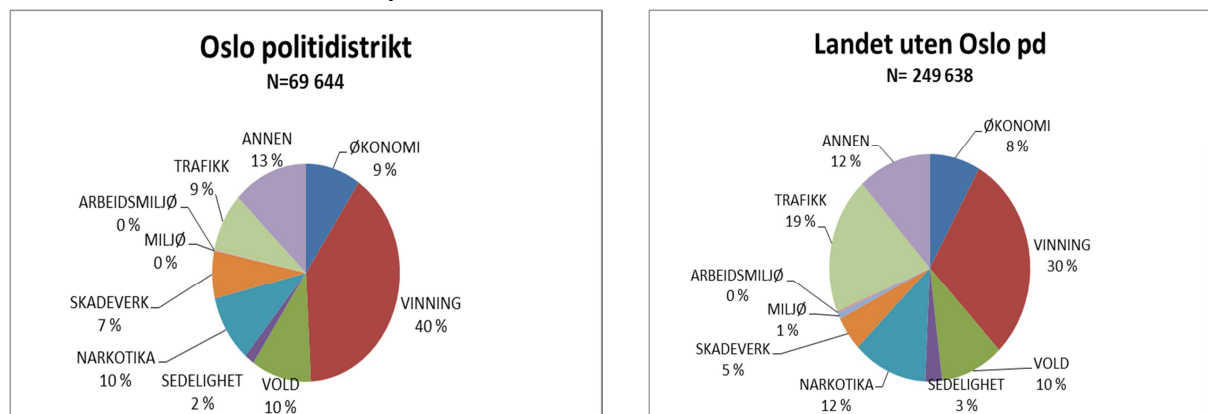 Oslo politidistrikt
N=69 644
ANNEN
13 %
ØKONOMI
9 %
TRAFIKK
9 %
ARBEIDSMILJØ
0 %
MILJØ
0 %
SKADEVERK
7 %
VINNING
40 %
NARKOTIKA
10 %
SEDELIGHET
2 %
VOLD
10 %
Landet uten Oslo pd
N= 249 638
ANNEN
12 %
ØKONOMI
8 %
TRAFIKK
19 %
VINNING
30 %
ARBEIDSMILJØ
0 %
MILJØ
1 %
SKADEVERK
5 %
VOLD
10 %
NARKOTIKA
12 %
SEDELIGHET
3 %